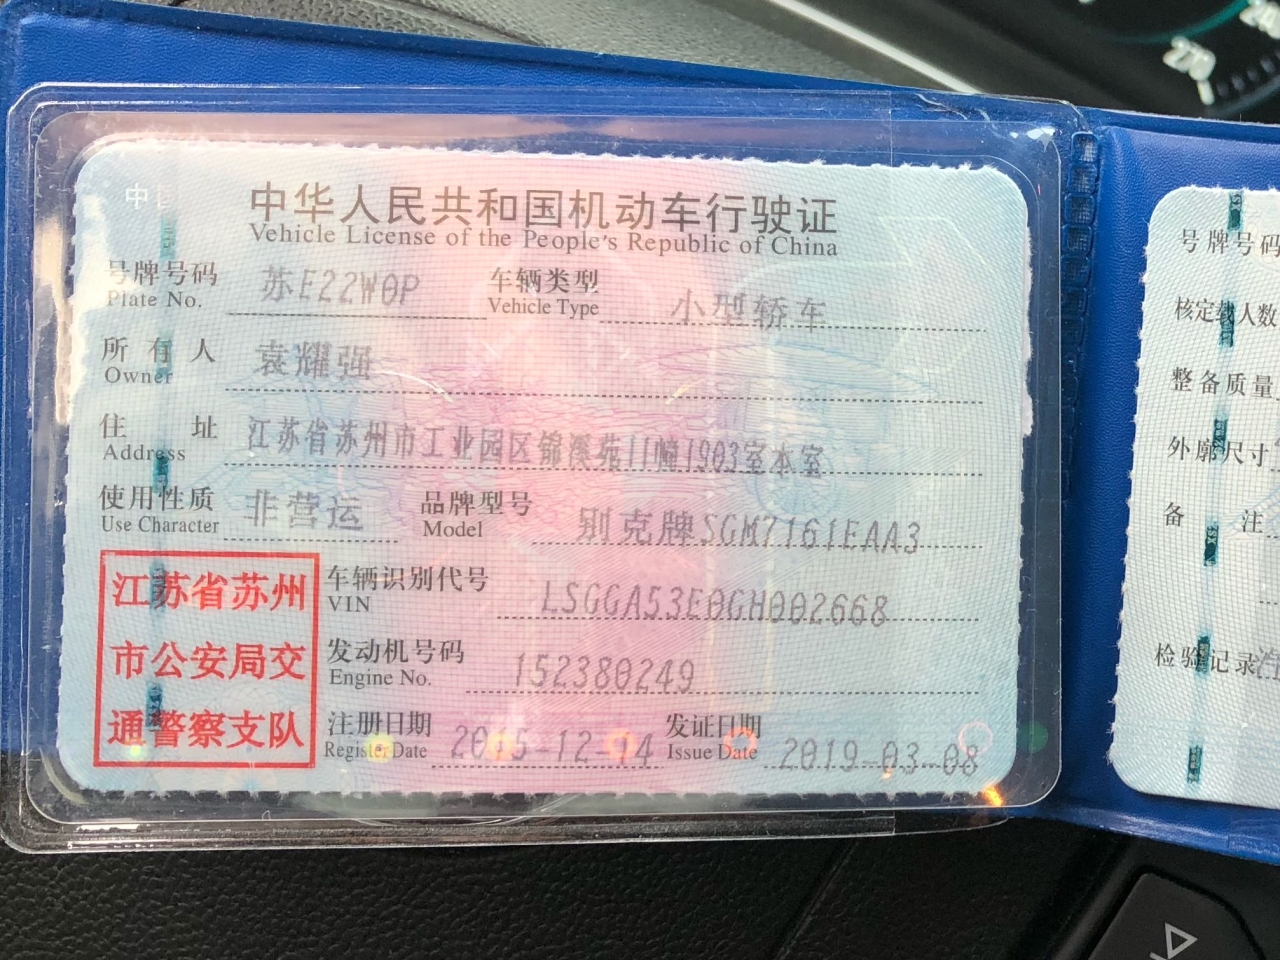 中华人民共和国机动车行驶证
Vehicle License of the People's Republic of China
号牌号码 苏E22W0P 车辆类型 小型轿车
Plate No. Vehicle Type
所有人 袁耀强
Owner
住址 江苏省苏州市工业园区锦溪苑11幢1903室本室
Address
使用性质 非营运 品牌型号 别克牌SGM7161EAA3
Use Character Model
江苏省苏州
市公安局交
通警察支队
车辆识别代号 LSGGA53E0GH002668
VIN
发动机号码 152380249
Engine No.
注册日期 2015-12-14 发证日期 2019-03-08
Register Date Issue Date
号牌号码
核定载人数
整备质量
外廓尺寸
备注
检验记录